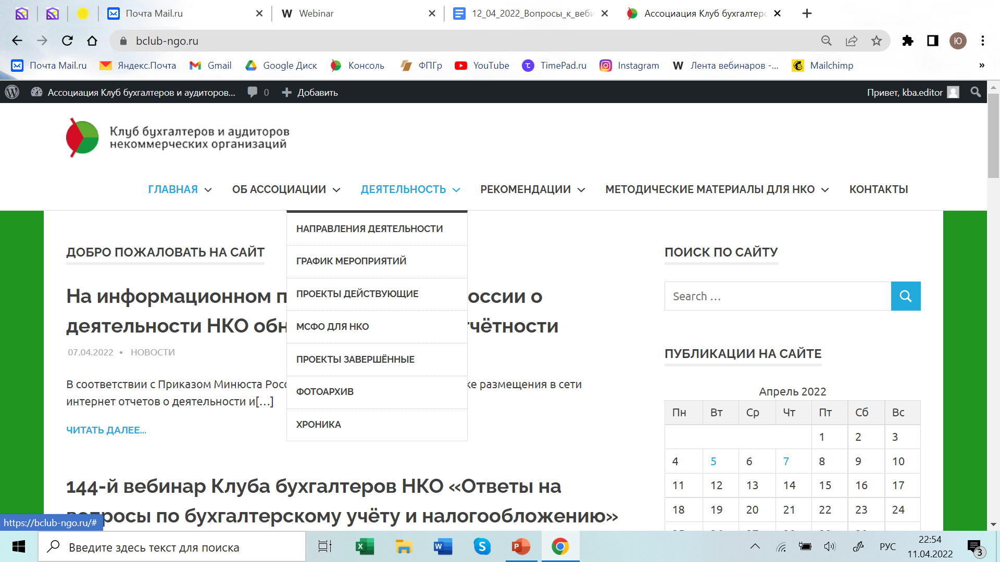 Почта Mail.ru
Webinar
12_04_2022_Вопросы_к_веби
Ассоциация Клуб бухгалтерс
bclub-ngo.ru
Ю
Почта Mail.ru
Яндекс.Почта
Gmail
Google Диск
Консоль
ФПГр
YouTube
TimePad.ru
Instagram
Лента вебинаров -...
Mailchimp
»
Ассоциация Клуб бухгалтеров и аудиторов...
0
Добавить
Привет, kba.editor
Клуб бухгалтеров и аудиторов
некоммерческих организаций
ГЛАВНАЯ
ОБ АССОЦИАЦИИ
ДЕЯТЕЛЬНОСТЬ
РЕКОМЕНДАЦИИ
МЕТОДИЧЕСКИЕ МАТЕРИАЛЫ ДЛЯ НКО
КОНТАКТЫ
НАПРАВЛЕНИЯ ДЕЯТЕЛЬНОСТИ
ГРАФИК МЕРОПРИЯТИЙ
ПРОЕКТЫ ДЕЙСТВУЮЩИЕ
МСФО ДЛЯ НКО
ПРОЕКТЫ ЗАВЕРШЁННЫЕ
ФОТОАРХИВ
ХРОНИКА
ДОБРО ПОЖАЛОВАТЬ НА САЙТ
На информационном п оссии о
деятельности НКО обн тчётности
07.04.2022 • НОВОСТИ
В соответствии с Приказом Минюста Росс ке размещения в сети
интернет отчетов о деятельности и[…]
ЧИТАТЬ ДАЛЕЕ...
144-й вебинар Клуба бухгалтеров НКО «Ответы на
вопросы по бухгалтерскому учёту и налогообложению»
ПОИСК ПО САЙТУ
Search …
ПУБЛИКАЦИИ НА САЙТЕ
Апрель 2022
Пн Вт Ср Чт Пт Сб Вс
1 2 3
4 5 6 7 8 9 10
11 12 13 14 15 16 17
18 19 20 21 22 23 24
https://bclub-ngo.ru/#
Введите здесь текст для поиска
РУС
22:54
11.04.2022
3